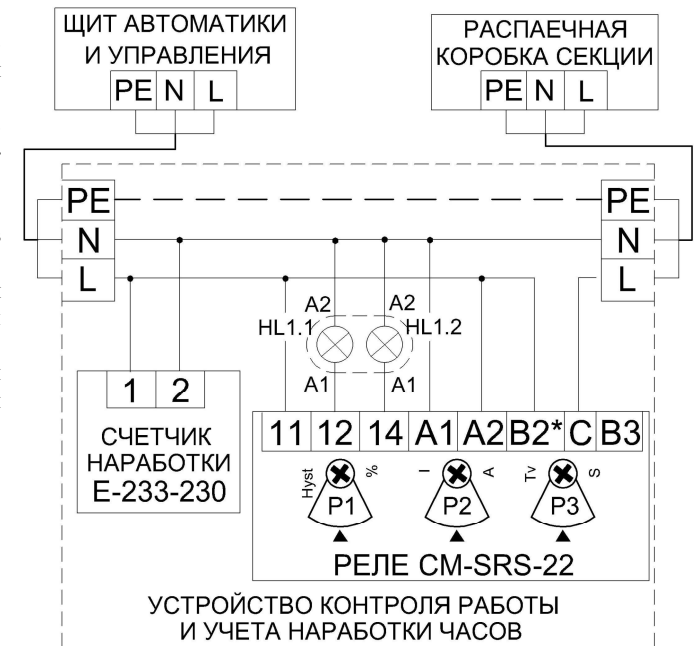 ЩИТ АВТОМАТИКИ
И УПРАВЛЕНИЯ
PE N L
РАСПАЕЧНАЯ
КОРОБКА СЕКЦИИ
PE N L
PE
N
L
PE
N
L
A2
A2
HL1.1
HL1.2
A1
A1
1 2
СЧЕТЧИК
НАРАБОТКИ
E-233-230
11 12 14 A1 A2 B2* C B3
Hyst % I A Tv S
P1 P2 P3
РЕЛЕ CM-SRS-22
УСТРОЙСТВО КОНТРОЛЯ РАБОТЫ
И УЧЕТА НАРАБОТКИ ЧАСОВ